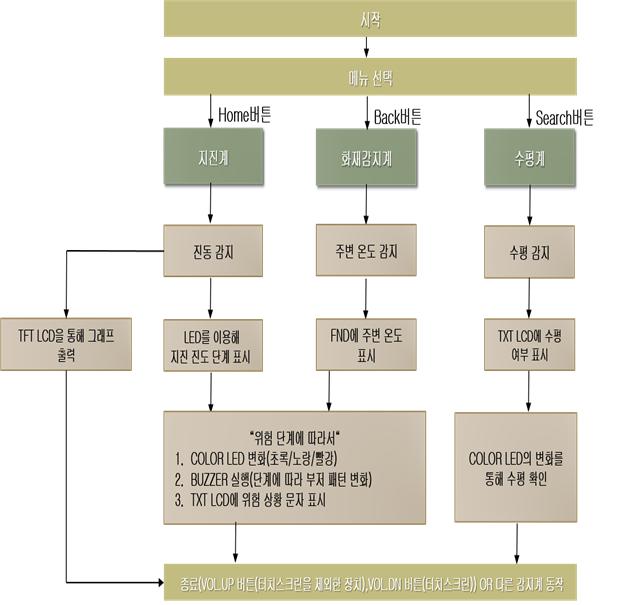 시작
메뉴 선택
Home버튼
Back버튼
Search버튼
지진계
화재감지계
수평계
진동 감지
주변 온도 감지
수평 감지
TFT LCD을 통해 그래프
출력
LED를 이용해
지진 진도 단계 표시
FND에 주변 온도
표시
TXT LCD에 수평
여부 표시
“위험 단계에 따라서“
1. COLOR LED 변화(초록/노랑/빨강)
2. BUZZER 실행(단계에 따라 부저 패턴 변화)
3. TXT LCD에 위험 상황 문자 표시
COLOR LED의 변화를
통해 수평 확인
종료(VOL.UP 버튼(터치스크린을 제외한 장치),VOL.DN 버튼(터치스크린)) OR 다른 감지계 동작